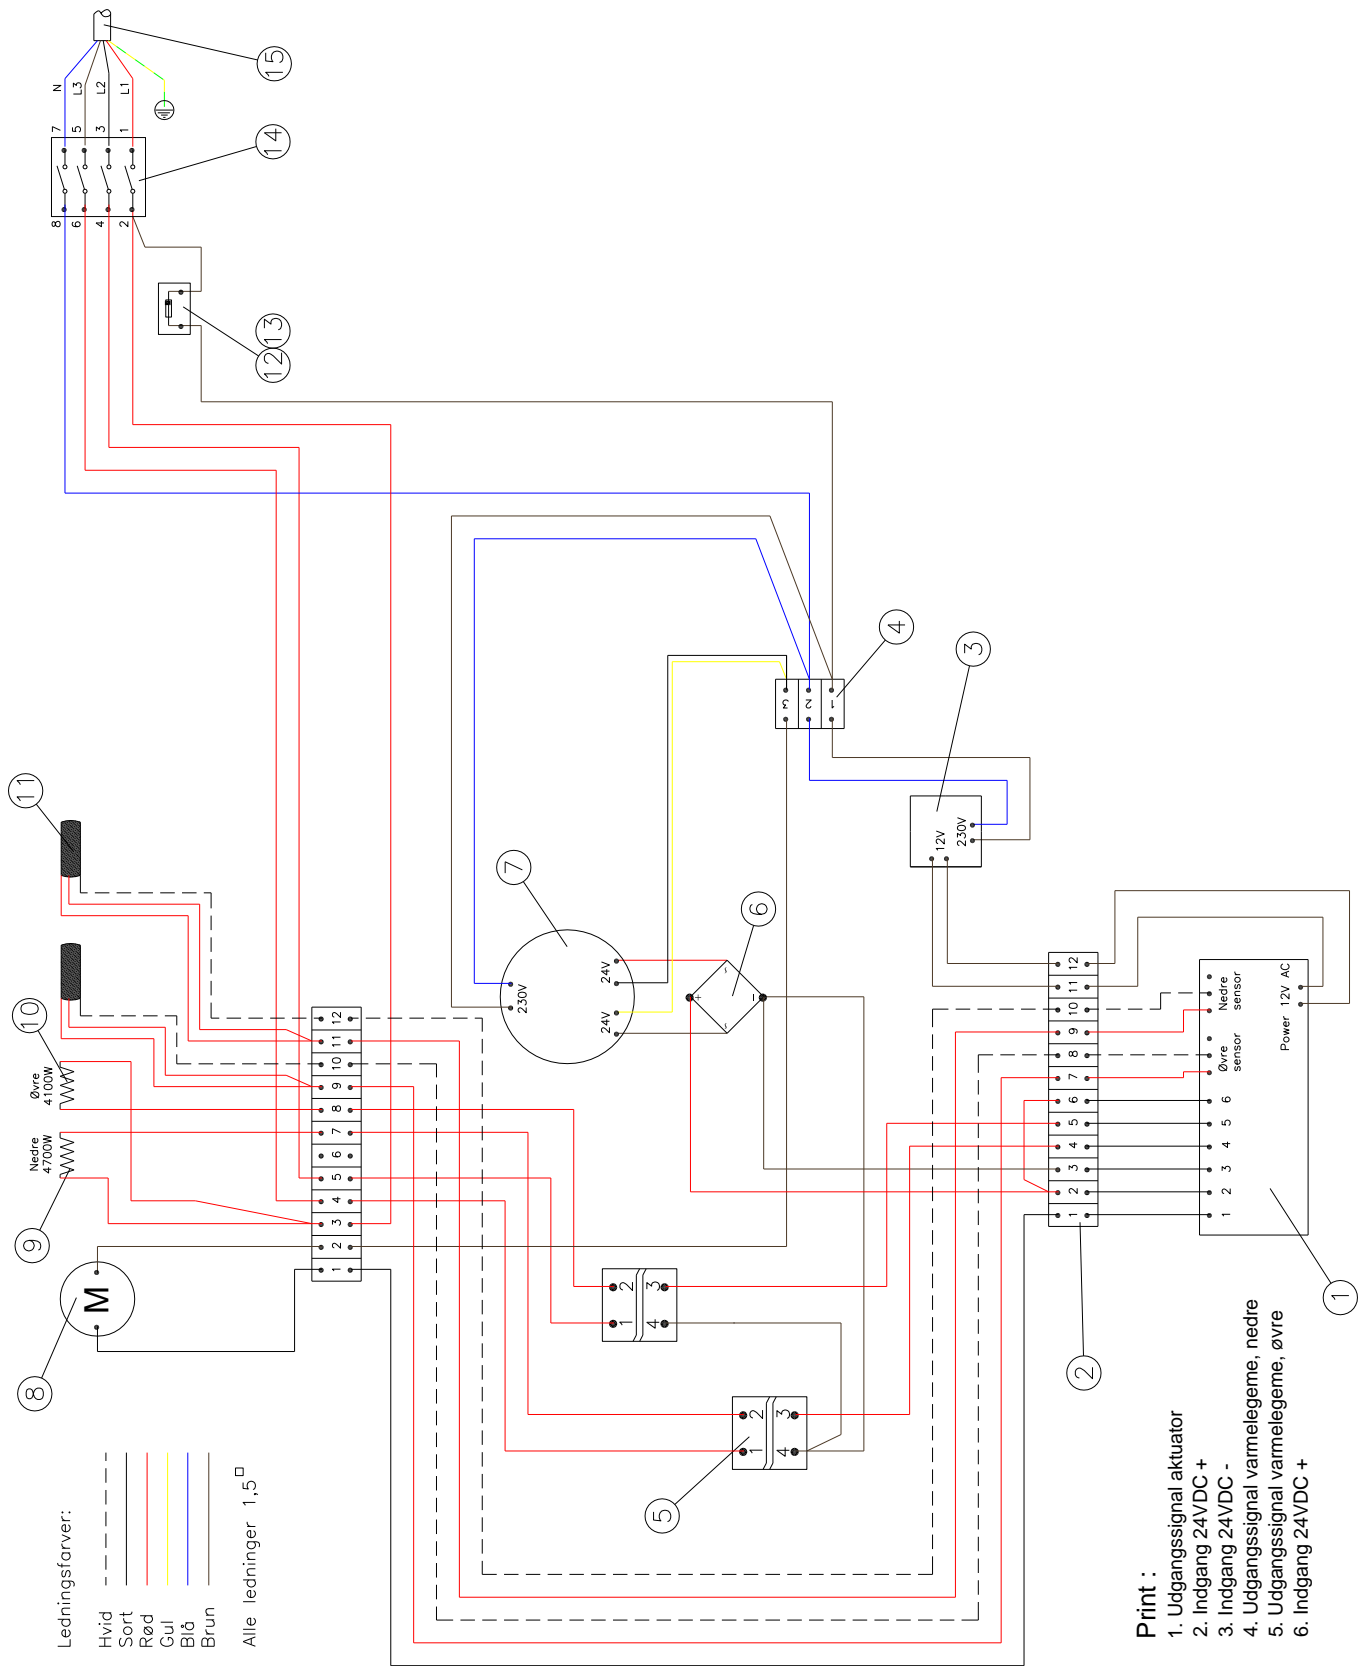 Ledningsfarver:
Hvid
Sort
Rød
Gul
Blå
Brun
Alle ledninger 1,5 □
8
M
9
Nedre
4700W
10
Øvre
4100W
11
1 2 3 4 5 6 7 8 9 10 11 12
7 5 3 1
N L3 L2 L1
8 6 4 2
15
14
12 13
7
230V
24V 24V
6
+ -
~ ~
3 2 1
4
3
12V
230V
1 2
4 3
1 2
4 3
5
1 2 3 4 5 6 7 8 9 10 11 12
2
1 2 3 4 5 6
Øvre
sensor
Nedre
sensor
Power 12V AC
1
Print :
1. Udgangssignal aktuator
2. Indgang 24VDC +
3. Indgang 24VDC -
4. Udgangssignal varmelegeme, nedre
5. Udgangssignal varmelegeme, øvre
6. Indgang 24VDC +